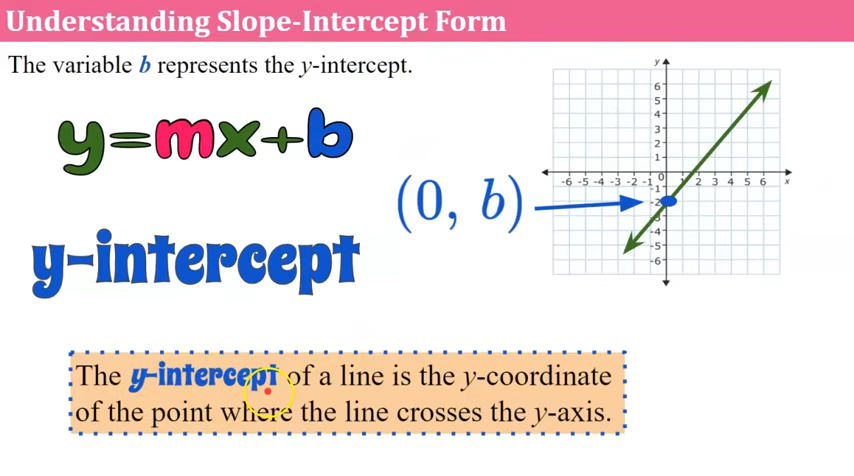 Understanding Slope-Intercept Form
The variable b represents the y-intercept.
y=mx+b
y-intercept
(0, b)
y
6
5
4
3
2
1
-6 -5 -4 -3 -2 -1 0 2 3 4 5 6 x
-1
-2
-3
-4
-5
-6
The y-intercept of a line is the y-coordinate
of the point where the line crosses the y-axis.